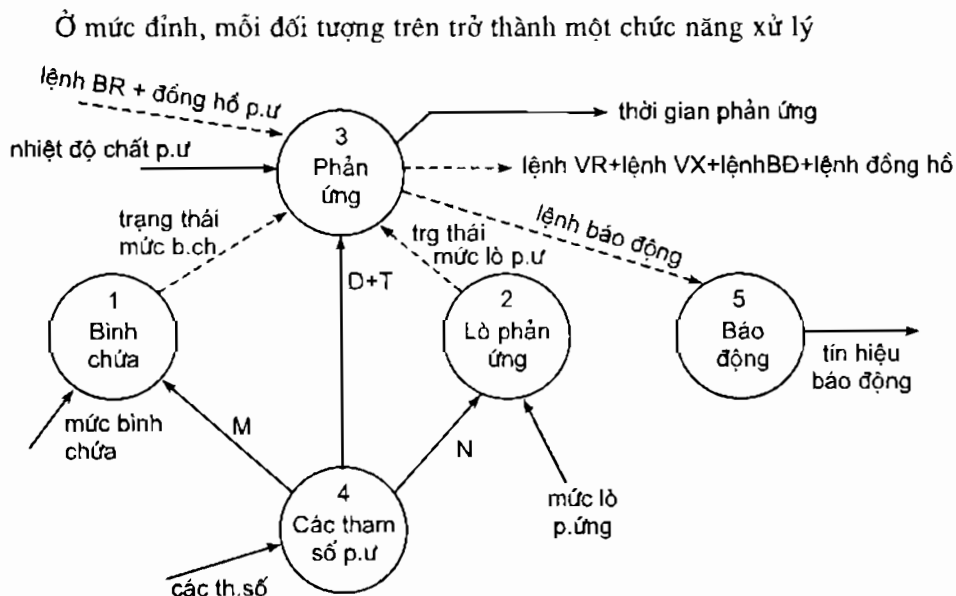 Ở mức đỉnh, mỗi đối tượng trên trở thành một chức năng xử lý
lệnh BR + đồng hồ p.ư
nhiệt độ chất p.ư
3
Phản
ứng
thời gian phản ứng
lệnh VR+lệnh VX+lệnhBĐ+lệnh đồng hồ
lệnh báo động
trạng thái
mức b.ch
trg thái
mức lò p.ư
D+T
1
Bình
chứa
2
Lò phản
ứng
5
Báo
động
tín hiệu
báo động
mức bình
chứa
M
N
mức lò
p.ứng
4
Các tham
số p.ư
các th.số